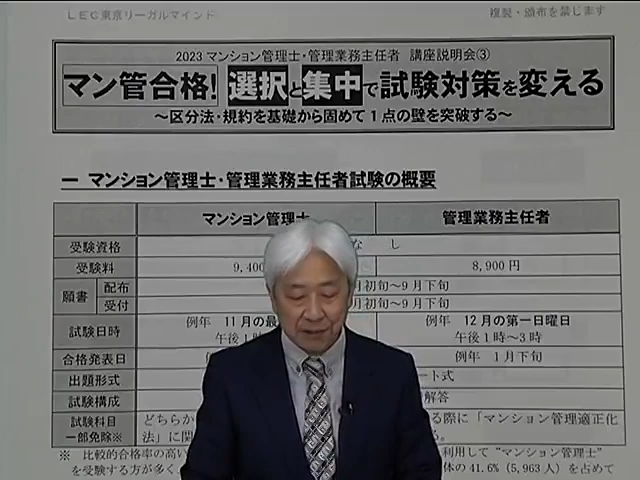 LEC東京リーガルマインド
複製・頒布を禁じます
2023 マンション管理士・管理業務主任者 講座説明会③
マン管合格! 選択と集中で試験対策を変える
～区分法・規約を基礎から固めて1点の壁を突破する～
一 マンション管理士・管理業務主任者試験の概要
マンション管理士 管理業務主任者
受験資格 な し
受験料 9,400 8,900 円
願書 配布 月初旬～9月下旬
受付 月初旬～9月下旬
試験日時 例年 11月の最 例年 12月の第一日曜日
午後1時 午後1時～3時
合格発表日 例年 1月下旬
出題形式 ート式
試験構成 解答
試験科目 どちらか る際に「マンション管理適正化
一部免除※ 法」に関 る。
※ 比較的合格率の高い 利用して“マンション管理士”
を受験する方が多く 体の41.6%(5,963人)を占めて